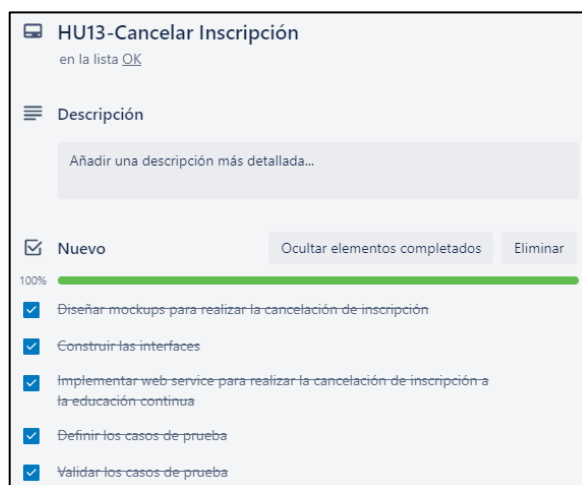 HU13-Cancelar Inscripción
en la lista OK
Descripción
Añadir una descripción más detallada...
Nuevo
Ocultar elementos completados
Eliminar
100%
Diseñar mockups para realizar la cancelación de inscripción
Construir las interfaces
Implementar web service para realizar la cancelación de inscripción a
la educación continua
Definir los casos de prueba
Validar los casos de prueba